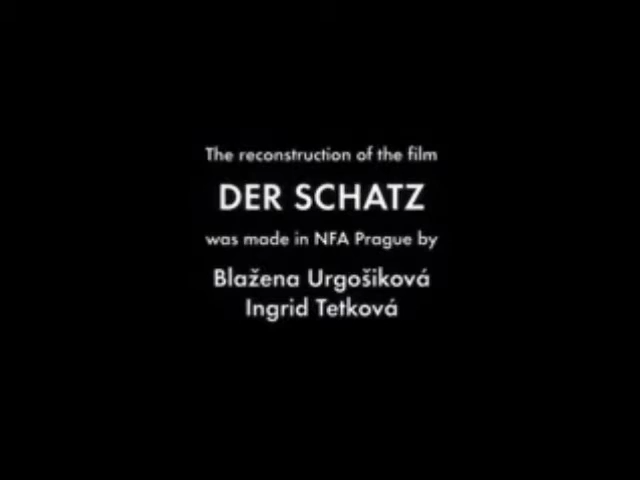 The reconstruction of the film
DER SCHATZ
was made in NFA Prague by
Blažena Urgošiková
Ingrid Tetková